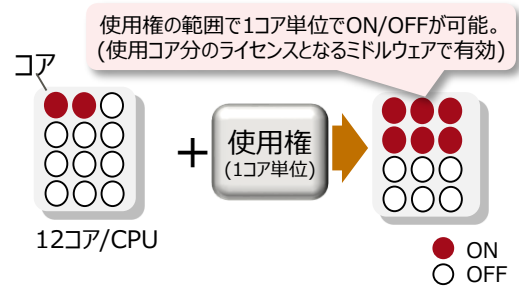 使用権の範囲で1コア単位でON/OFFが可能。
(使用コア分のライセンスとなるミドルウェアで有効)
コア
+
使用権
(1コア単位)
12コア/CPU
ON
OFF